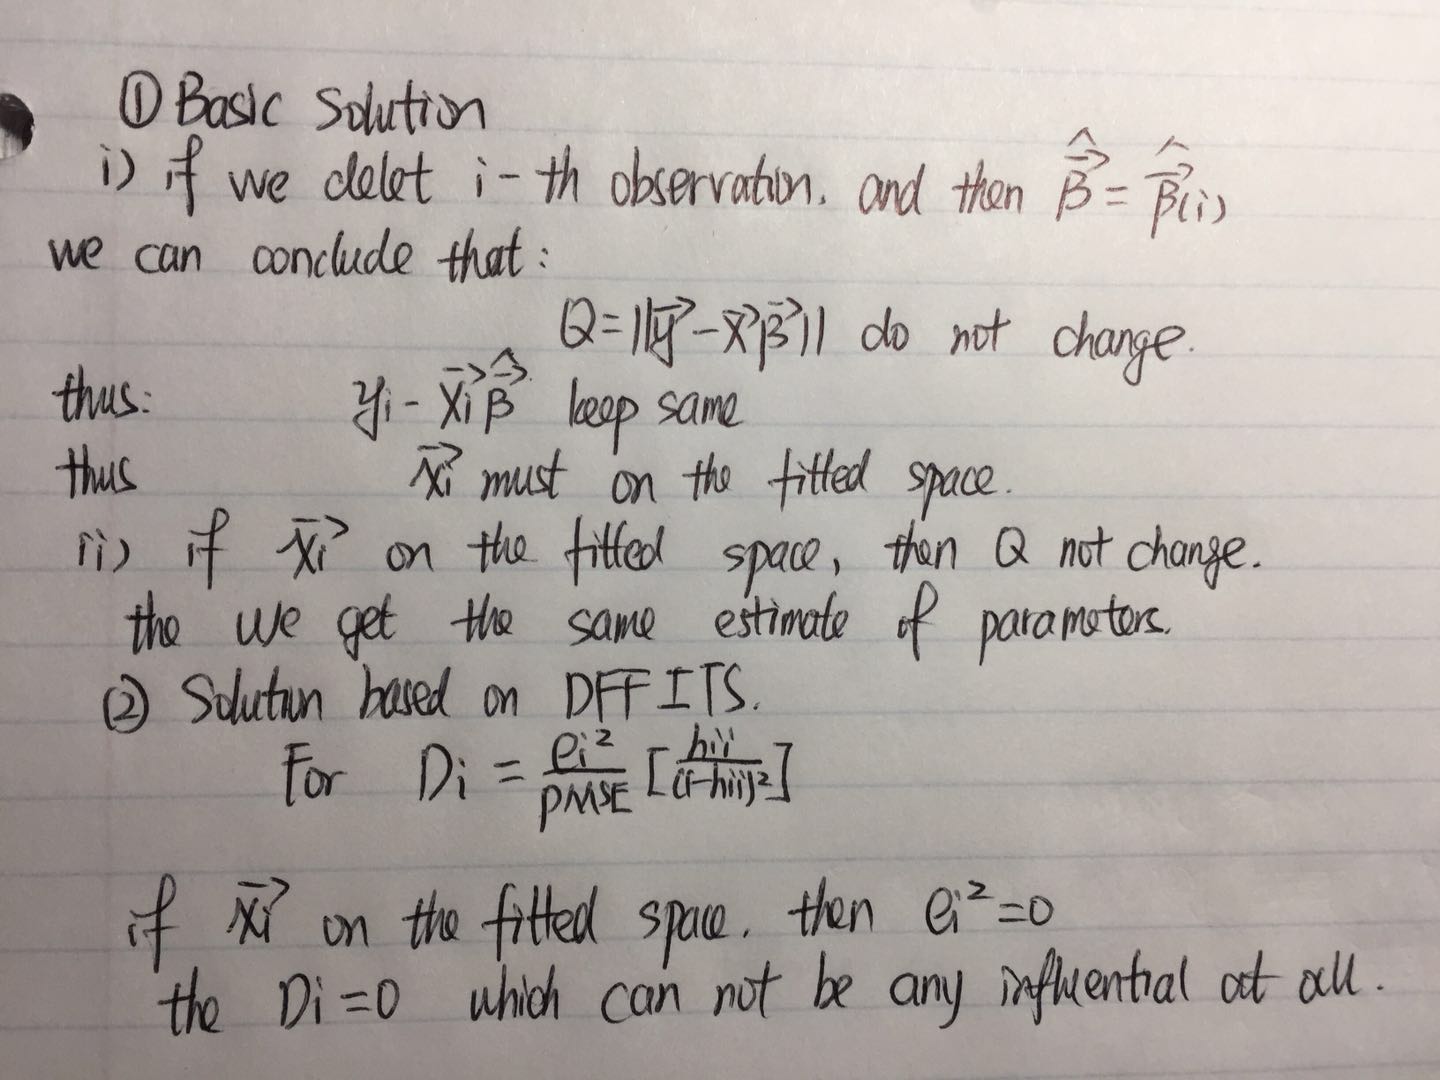 ① Basic Solution
i) if we delet i-th observation. and then $\hat{\vec{\beta}} = \hat{\vec{\beta}}_{(i)}$
we can conclude that:
$Q = ||\vec{y} - \vec{x}\vec{\beta}||$ do not change.
thus: $y_i - \vec{x_i}\hat{\vec{\beta}}$ keep same
thus $\vec{x_i}$ must on the fitted space.
ii) if $\vec{x_i}$ on the fitted space, then Q not change.
the we get the same estimate of parameters.
② Solution based on DFFITS.
For $D_i = \frac{e_i^2}{pMSE} [\frac{h_{ii}}{(1-h_{ii})^2}]$
if $\vec{x_i}$ on the fitted space. then $e_i^2 = 0$
the $D_i = 0$ which can not be any influential at all.